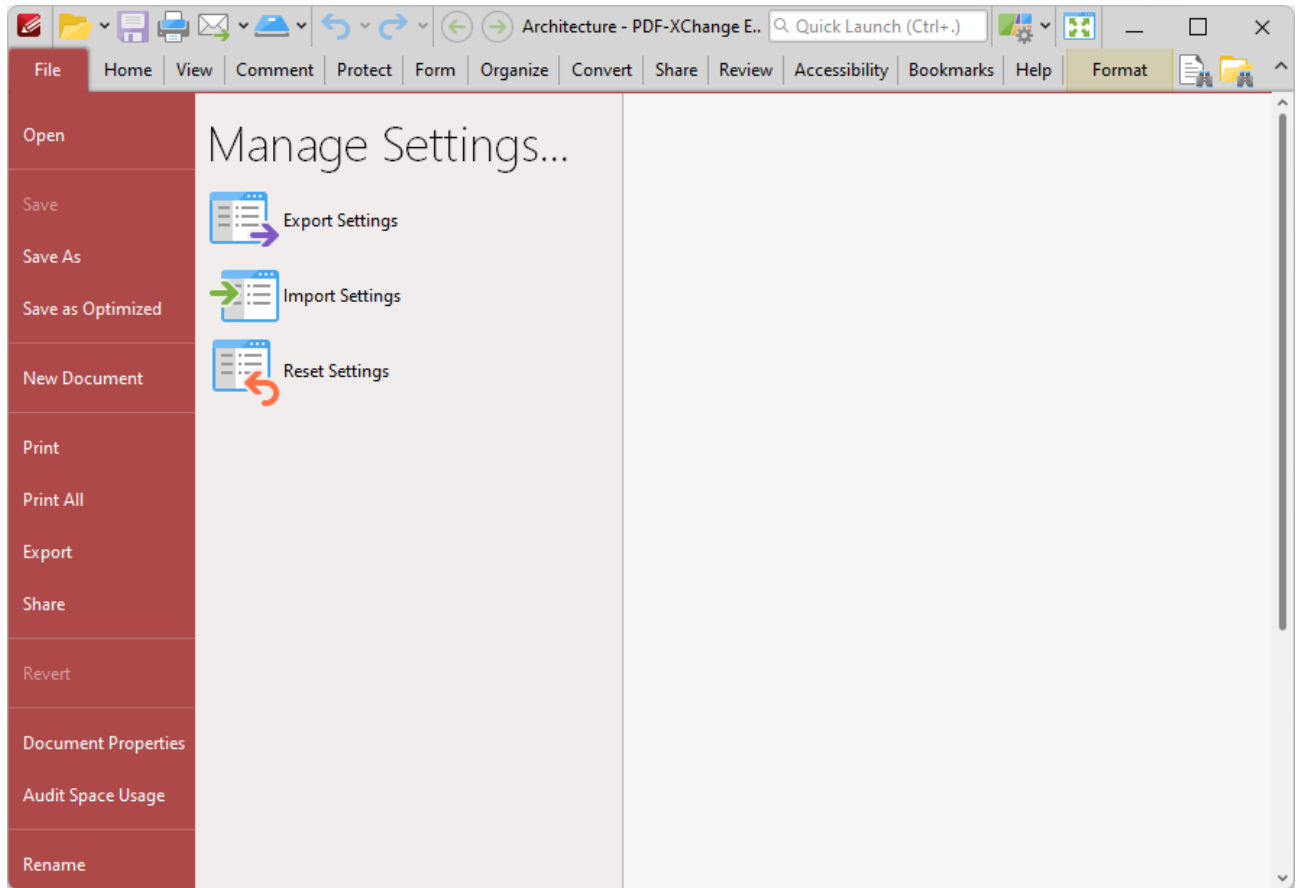 Architecture - PDF-XChange E.. Quick Launch (Ctrl+.)
File Home View Comment Protect Form Organize Convert Share Review Accessibility Bookmarks Help Format
Open
Save
Save As
Save as Optimized
New Document
Print
Print All
Export
Share
Revert
Document Properties
Audit Space Usage
Rename
Manage Settings...
Export Settings
Import Settings
Reset Settings